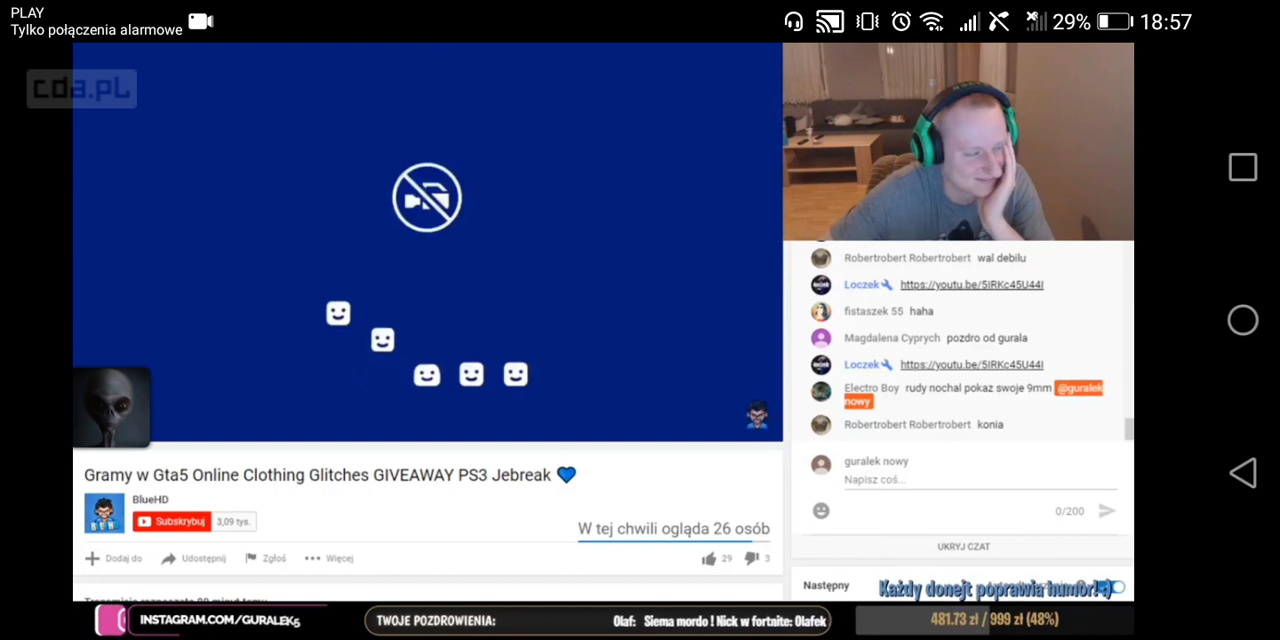 PLAY
Tylko połączenia alarmowe
29% 18:57
cda.pl
Robertrobert Robertrobert wal debilu
Loczek https://youtu.be/5IRKc45U44I
fistaszek 55 haha
Magdalena Cyprych pozdro od gurala
Loczek https://youtu.be/5IRKc45U44I
Electro Boy rudy nochal pokaz swoje 9mm @guralek
nowy
Robertrobert Robertrobert konia
guralek nowy
Napisz coś...
0/200
UKRYJ CZAT
Gramy w Gta5 Online Clothing Glitches GIVEAWAY PS3 Jebreak
BlueHD
Subskrybuj 3,09 tys.
W tej chwili ogląda 26 osób
Dodaj do Udostępnij Zgłoś Więcej
29 3
Następny
Każdy donejt poprawia humor! :)
INSTAGRAM.COM/GURALEK5
TWOJE POZDROWIENIA: Olaf: Siema mordo ! Nick w fortnite: Olafek
481.73 zł / 999 zł (48%)